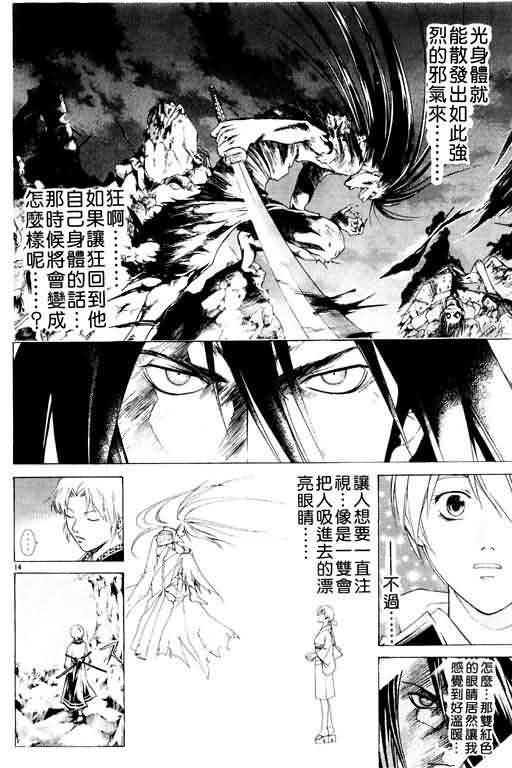 光身體就
能散發出如此強
烈的邪氣來………
狂啊………
如果讓狂回到他
自己身體的話…
那時候將會變成
怎麼樣呢……?
——不過……
讓人想要一直注
視…像是一雙會
把人吸進去的漂
亮眼睛……
怎麼…那雙紅色
的眼睛居然讓我
感覺到好溫暖…
……
14